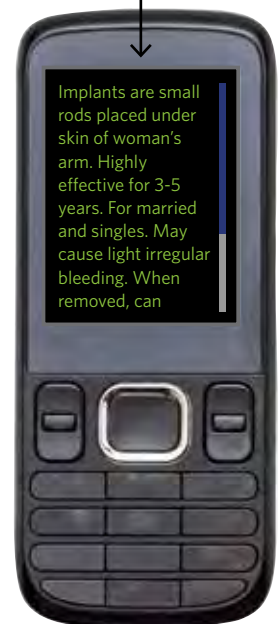 Implants are small
rods placed under
skin of woman's
arm. Highly
effective for 3-5
years. For married
and singles. May
cause light irregular
bleeding. When
removed, can